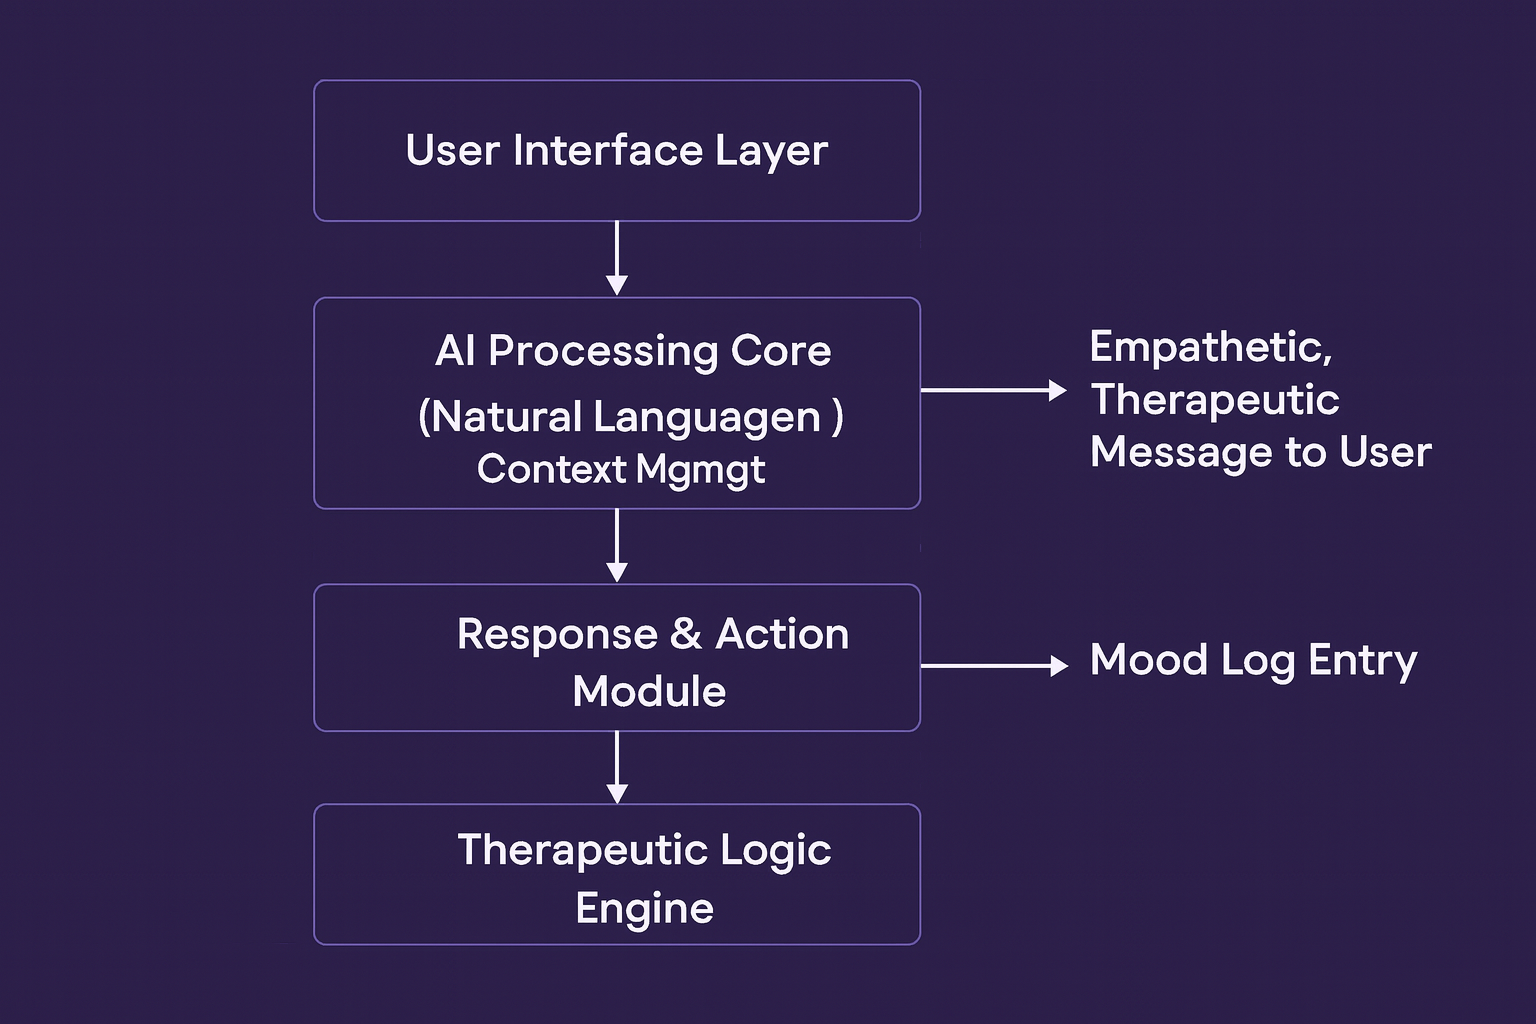 User Interface Layer
AI Processing Core
(Natural Languagen )
Context Mgmgt
Empathetic,
Therapeutic
Message to User
Response & Action
Module
Mood Log Entry
Therapeutic Logic
Engine